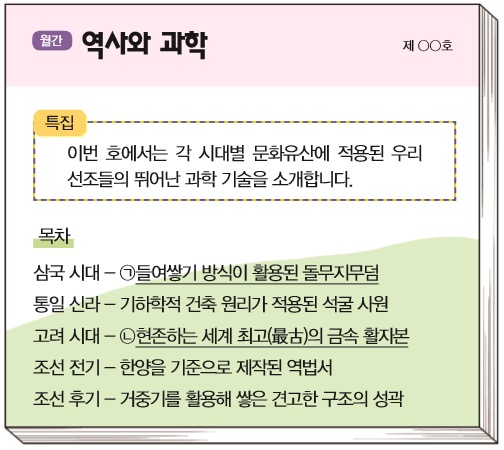 월간 역사와 과학 제 ○○호
특집
이번 호에서는 각 시대별 문화유산에 적용된 우리
선조들의 뛰어난 과학 기술을 소개합니다.
목차
삼국 시대 – ㉠들여쌓기 방식이 활용된 돌무지무덤
통일 신라 – 기하학적 건축 원리가 적용된 석굴 사원
고려 시대 – ㉡현존하는 세계 최고(最古)의 금속 활자본
조선 전기 – 한양을 기준으로 제작된 역법서
조선 후기 – 거중기를 활용해 쌓은 견고한 구조의 성곽